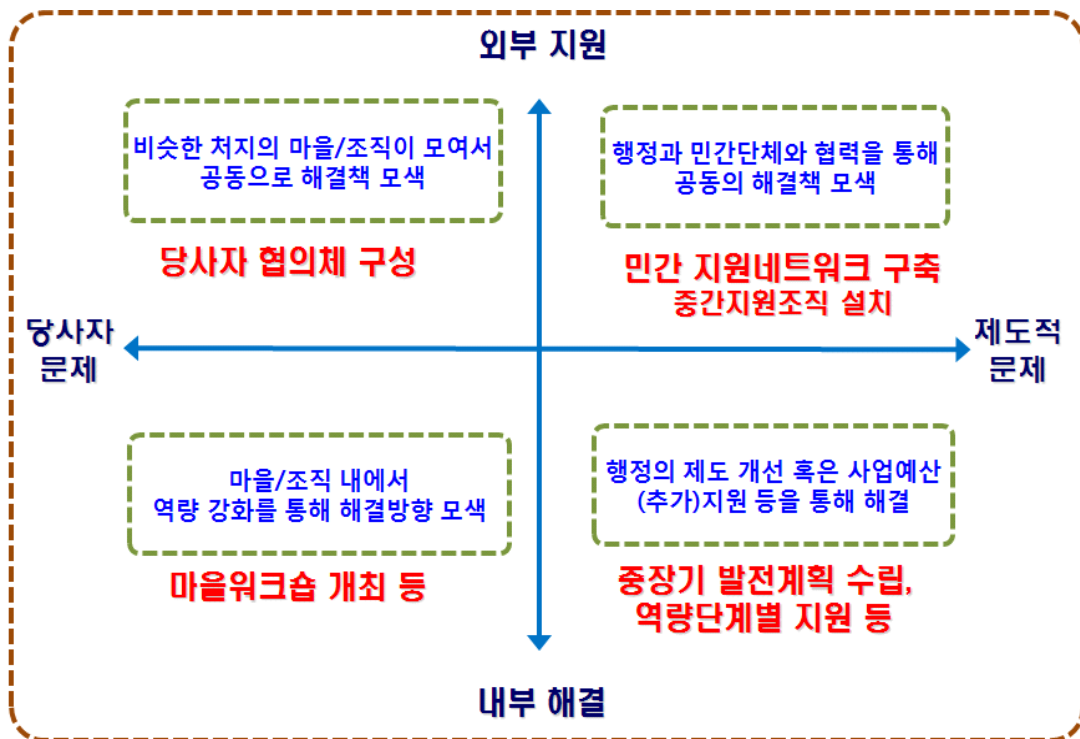 외부 지원
비슷한 처지의 마을/조직이 모여서
공동으로 해결책 모색
당사자 협의체 구성
행정과 민간단체와 협력을 통해
공동의 해결책 모색
민간 지원네트워크 구축
중간지원조직 설치
당사자
문제
제도적
문제
마을/조직 내에서
역량 강화를 통해 해결방향 모색
마을워크숍 개최 등
행정의 제도 개선 혹은 사업예산
(추가)지원 등을 통해 해결
중장기 발전계획 수립,
역량단계별 지원 등
내부 해결